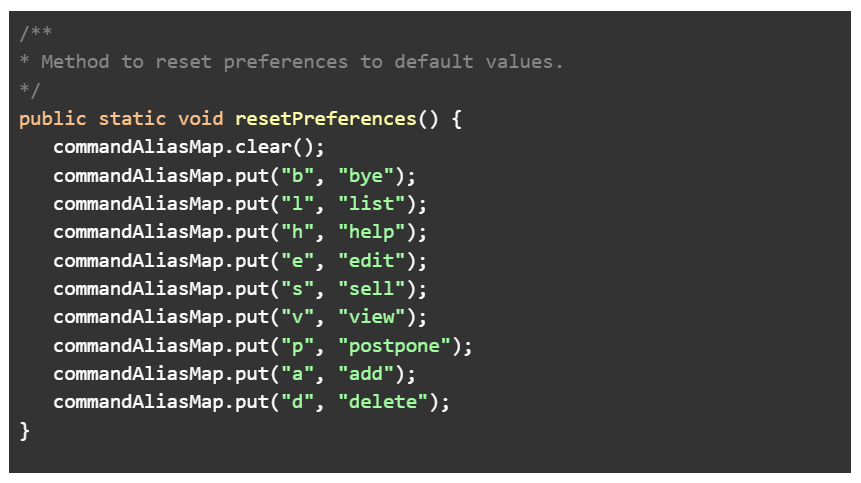 /**
* Method to reset preferences to default values.
*/
public static void resetPreferences() {
   commandAliasMap.clear();
   commandAliasMap.put("b", "bye");
   commandAliasMap.put("l", "list");
   commandAliasMap.put("h", "help");
   commandAliasMap.put("e", "edit");
   commandAliasMap.put("s", "sell");
   commandAliasMap.put("v", "view");
   commandAliasMap.put("p", "postpone");
   commandAliasMap.put("a", "add");
   commandAliasMap.put("d", "delete");
}